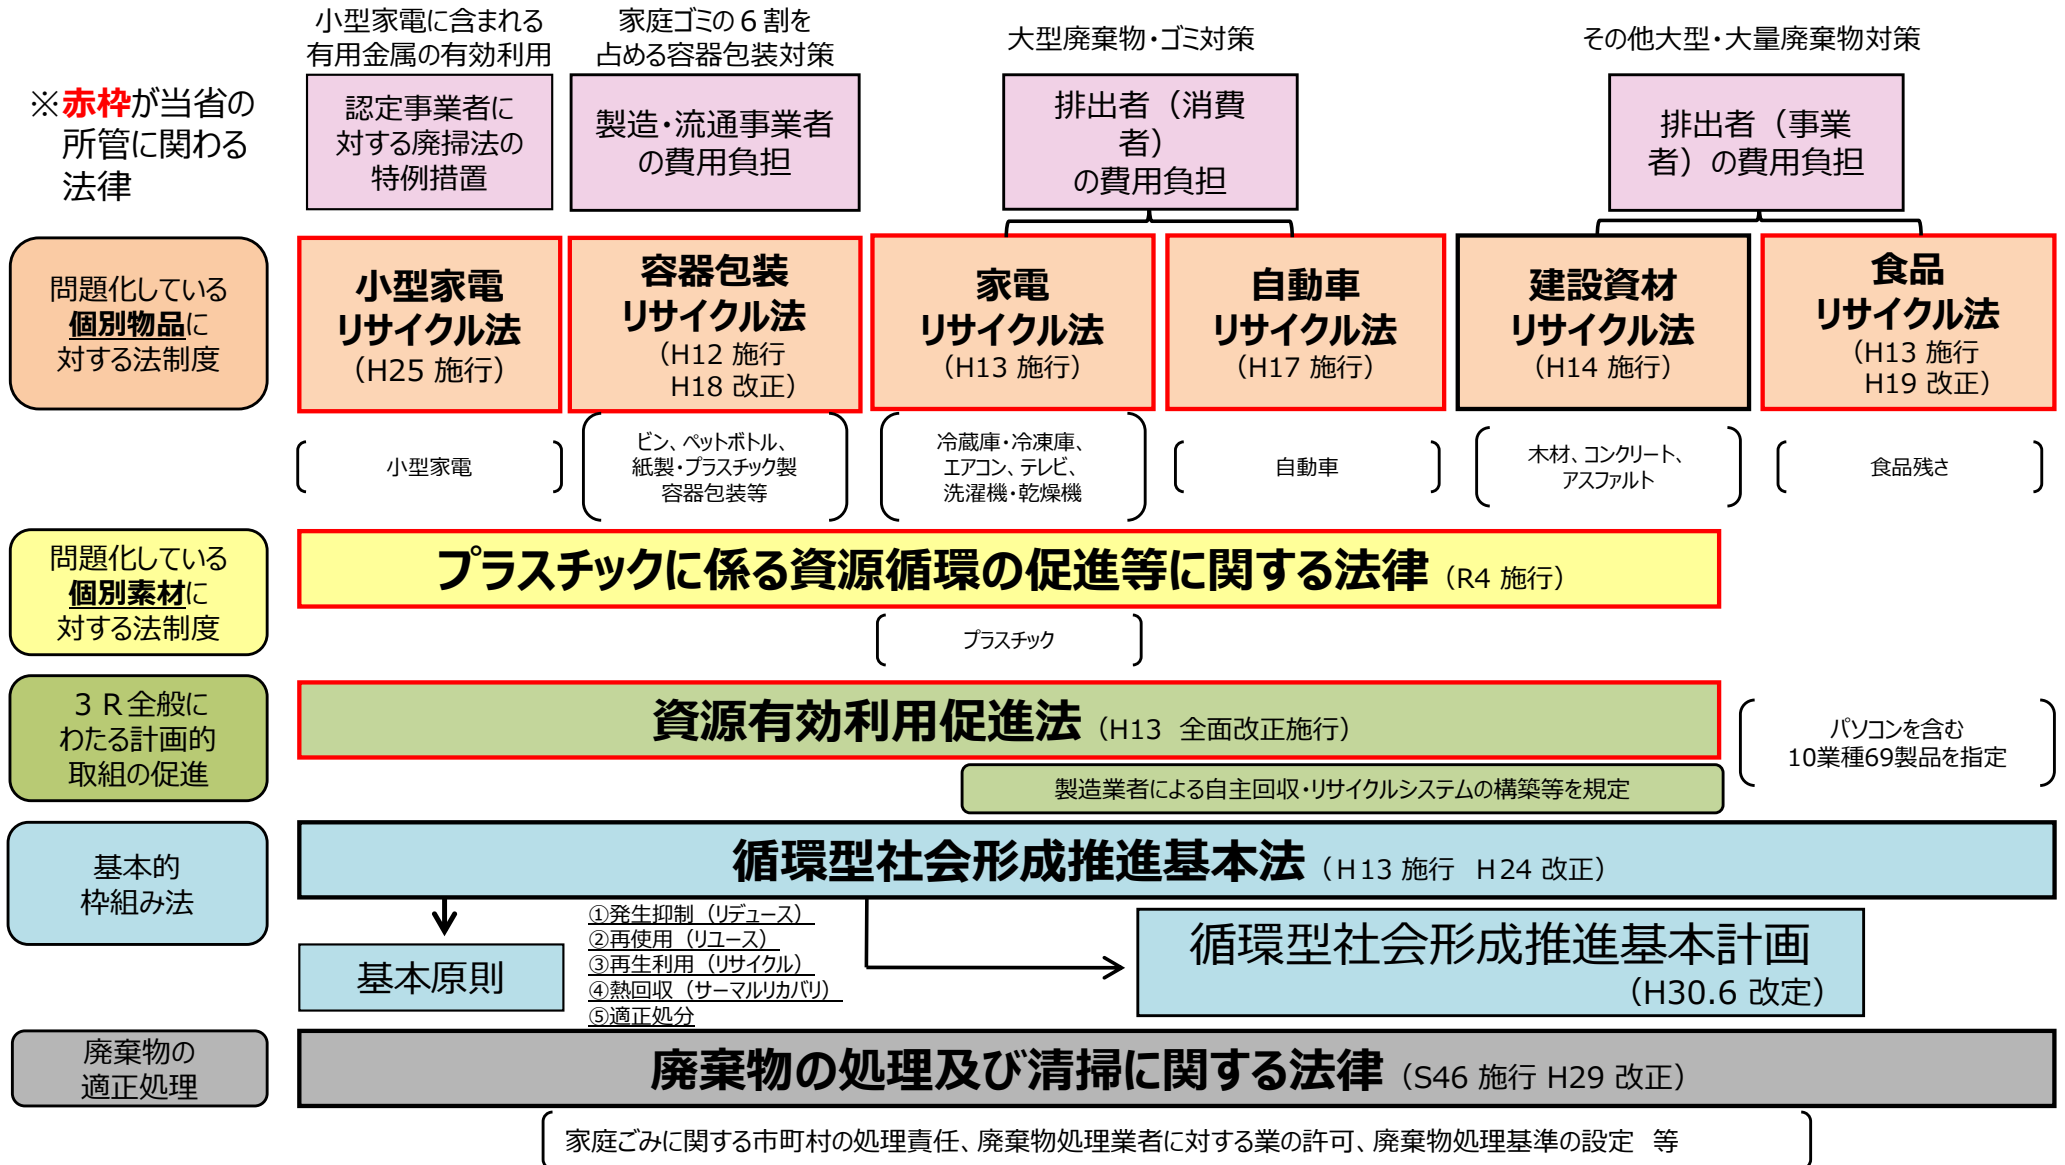 小型家電に含まれる
有用金属の有効利用
家庭ゴミの６割を
占める容器包装対策
大型廃棄物・ゴミ対策
その他大型・大量廃棄物対策
※赤枠が当省の
所管に関わる
法律
認定事業者に
対する廃掃法の
特例措置
製造・流通事業者
の費用負担
排出者（消費
者）
の費用負担
排出者（事業
者）の費用負担
問題化している
個別物品に
対する法制度
小型家電
リサイクル法
（H25 施行）
容器包装
リサイクル法
（H12 施行
H18 改正）
家電
リサイクル法
（H13 施行）
自動車
リサイクル法
（H17 施行）
建設資材
リサイクル法
（H14 施行）
食品
リサイクル法
（H13 施行
H19 改正）
小型家電
ビン、ペットボトル、
紙製・プラスチック製
容器包装等
冷蔵庫・冷凍庫、
エアコン、テレビ、
洗濯機・乾燥機
自動車
木材、コンクリート、
アスファルト
食品残さ
問題化している
個別素材に
対する法制度
プラスチックに係る資源循環の促進等に関する法律（R4 施行）
プラスチック
３Ｒ全般に
わたる計画的
取組の促進
資源有効利用促進法（H13 全面改正施行）
パソコンを含む
10業種69製品を指定
製造業者による自主回収・リサイクルシステムの構築等を規定
基本的
枠組み法
循環型社会形成推進基本法（Ｈ13 施行 Ｈ24 改正）
基本原則
①発生抑制（リデュース）
②再使用（リユース）
③再生利用（リサイクル）
④熱回収（サーマルリカバリ）
⑤適正処分
循環型社会形成推進基本計画
（H30.6 改定）
廃棄物の
適正処理
廃棄物の処理及び清掃に関する法律（S46 施行 H29 改正）
家庭ごみに関する市町村の処理責任、廃棄物処理業者に対する業の許可、廃棄物処理基準の設定 等